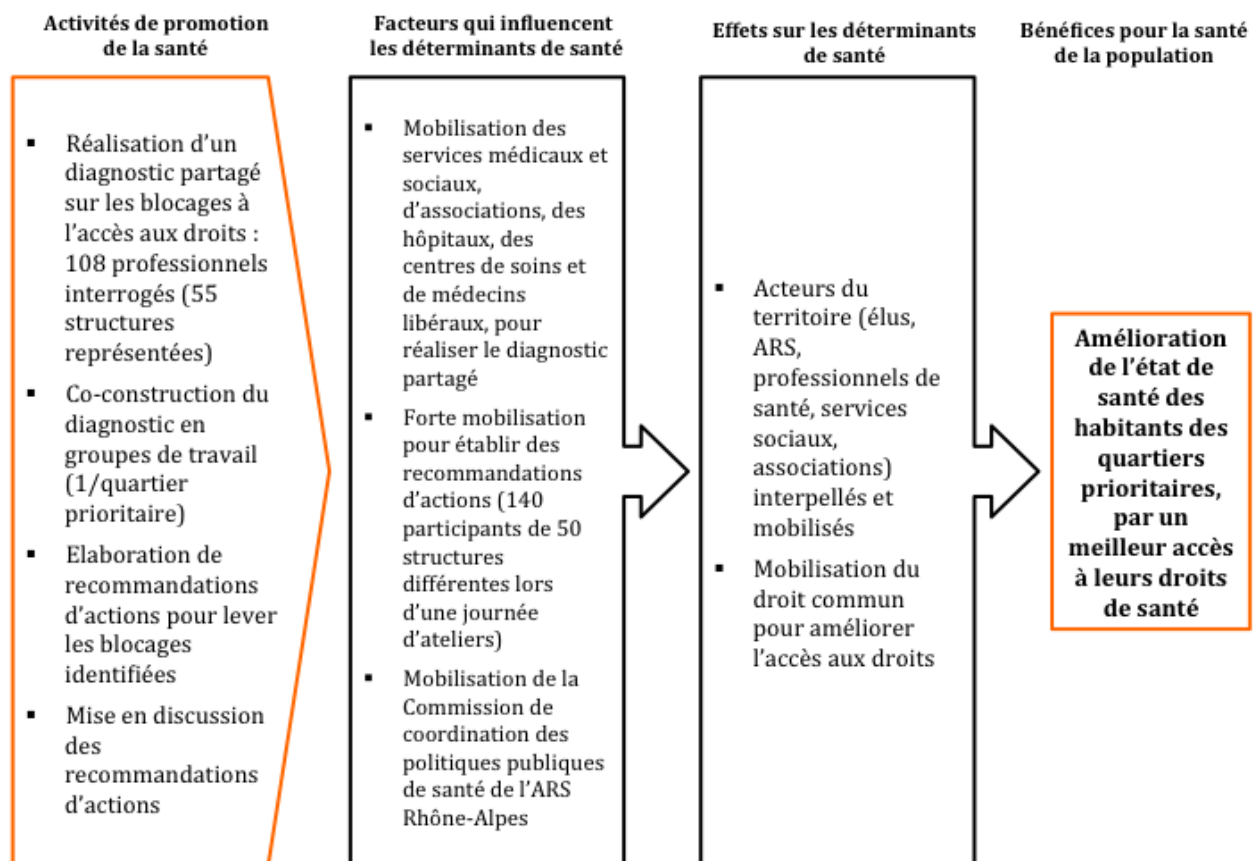 Activités de promotion
de la santé
Facteurs qui influencent
les déterminants de santé
Effets sur les déterminants
de santé
Bénéfices pour la santé
de la population
▪ Réalisation d’un
diagnostic partagé
sur les blocages à
l’accès aux droits :
108 professionnels
interrogés (55
structures
représentées)
▪ Co-construction du
diagnostic en
groupes de travail
(1/quartier
prioritaire)
▪ Elaboration de
recommandations
d’actions pour lever
les blocages
identifiées
▪ Mise en discussion
des
recommandations
d’actions
▪ Mobilisation des
services médicaux et
sociaux,
d’associations, des
hôpitaux, des
centres de soins et
de médecins
libéraux, pour
réaliser le diagnostic
partagé
▪ Forte mobilisation
pour établir des
recommandations
d’actions (140
participants de 50
structures
différentes lors
d’une journée
d’ateliers)
▪ Mobilisation de la
Commission de
coordination des
politiques publiques
de santé de l’ARS
Rhône-Alpes
▪ Acteurs du
territoire (élus,
ARS,
professionnels de
santé, services
sociaux,
associations)
interpellés et
mobilisés
▪ Mobilisation du
droit commun
pour améliorer
l’accès aux droits
Amélioration
de l’état de
santé des
habitants des
quartiers
prioritaires,
par un
meilleur accès
à leurs droits
de santé